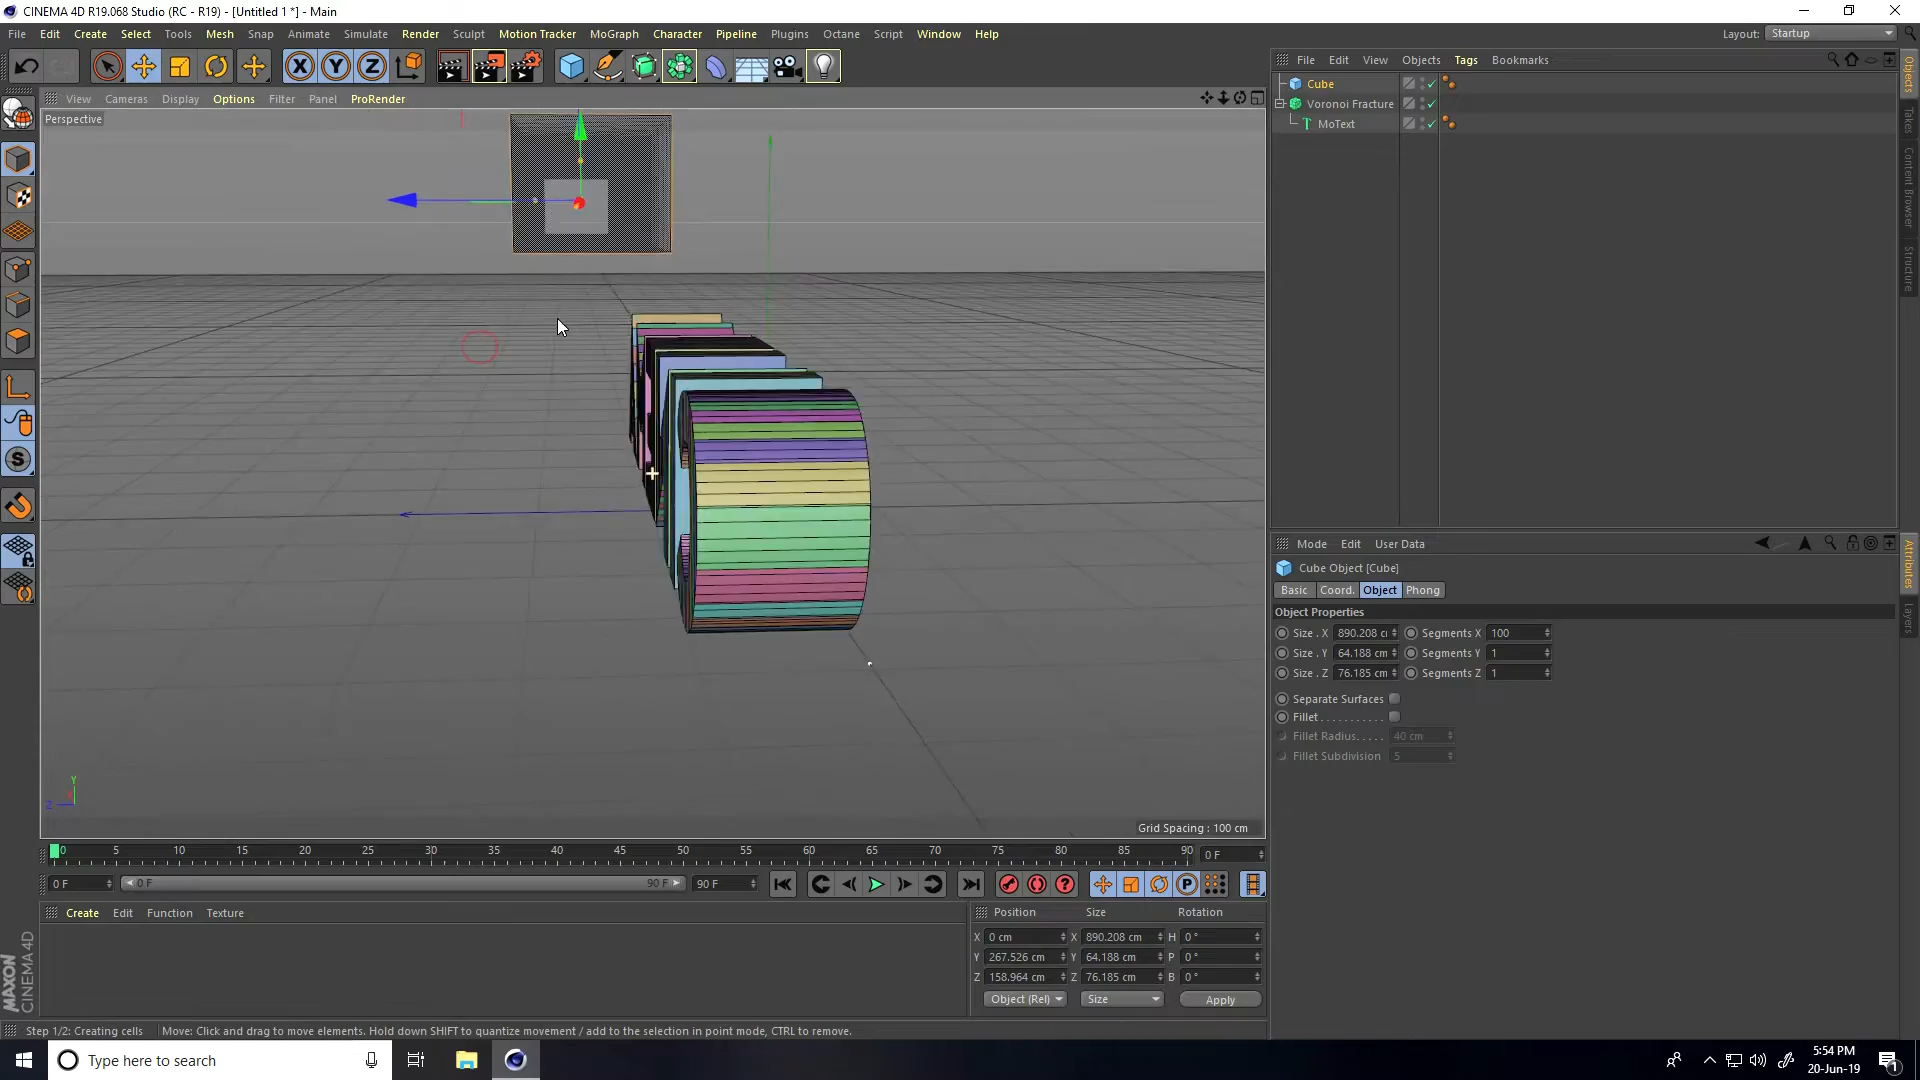 CINEMA 4D R19.068 Studio (RC - R19) - [Untitled 1 *] - Main
File Edit Create Select Tools Mesh Snap Animate Simulate Render Sculpt Motion Tracker MoGraph Character Pipeline Plugins Octane Script Window Help
Layout: Startup
View Cameras Display Options Filter Panel ProRender
Perspective
File Edit View Objects Tags Bookmarks
Cube
Voronoi Fracture
MoText
Objects
Takes
Content Browser
Structure
Mode Edit User Data
Cube Object [Cube]
Basic Coord. Object Phong
Object Properties
Size . X 890.208 c Segments X 100
Size . Y 64.188 cm Segments Y 1
Size . Z 76.185 cm Segments Z 1
Separate Surfaces
Fillet . . . . . . . . . . .
Fillet Radius. . . . . 40 cm
Fillet Subdivision 5
Attributes
Layers
Y
Z
Grid Spacing : 100 cm
0 5 10 15 20 25 30 35 40 45 50 55 60 65 70 75 80 85 90 0 F
0 F 0 F 90 F 90 F
Create Edit Function Texture
Position Size Rotation
X 0 cm X 890.208 cm H 0 °
Y 267.526 cm Y 64.188 cm P 0 °
Z 158.964 cm Z 76.185 cm B 0 °
Object (Rel) Size Apply
MAXON CINEMA 4D
Step 1/2: Creating cells Move: Click and drag to move elements. Hold down SHIFT to quantize movement / add to the selection in point mode, CTRL to remove.
Type here to search
5:54 PM
20-Jun-19
1